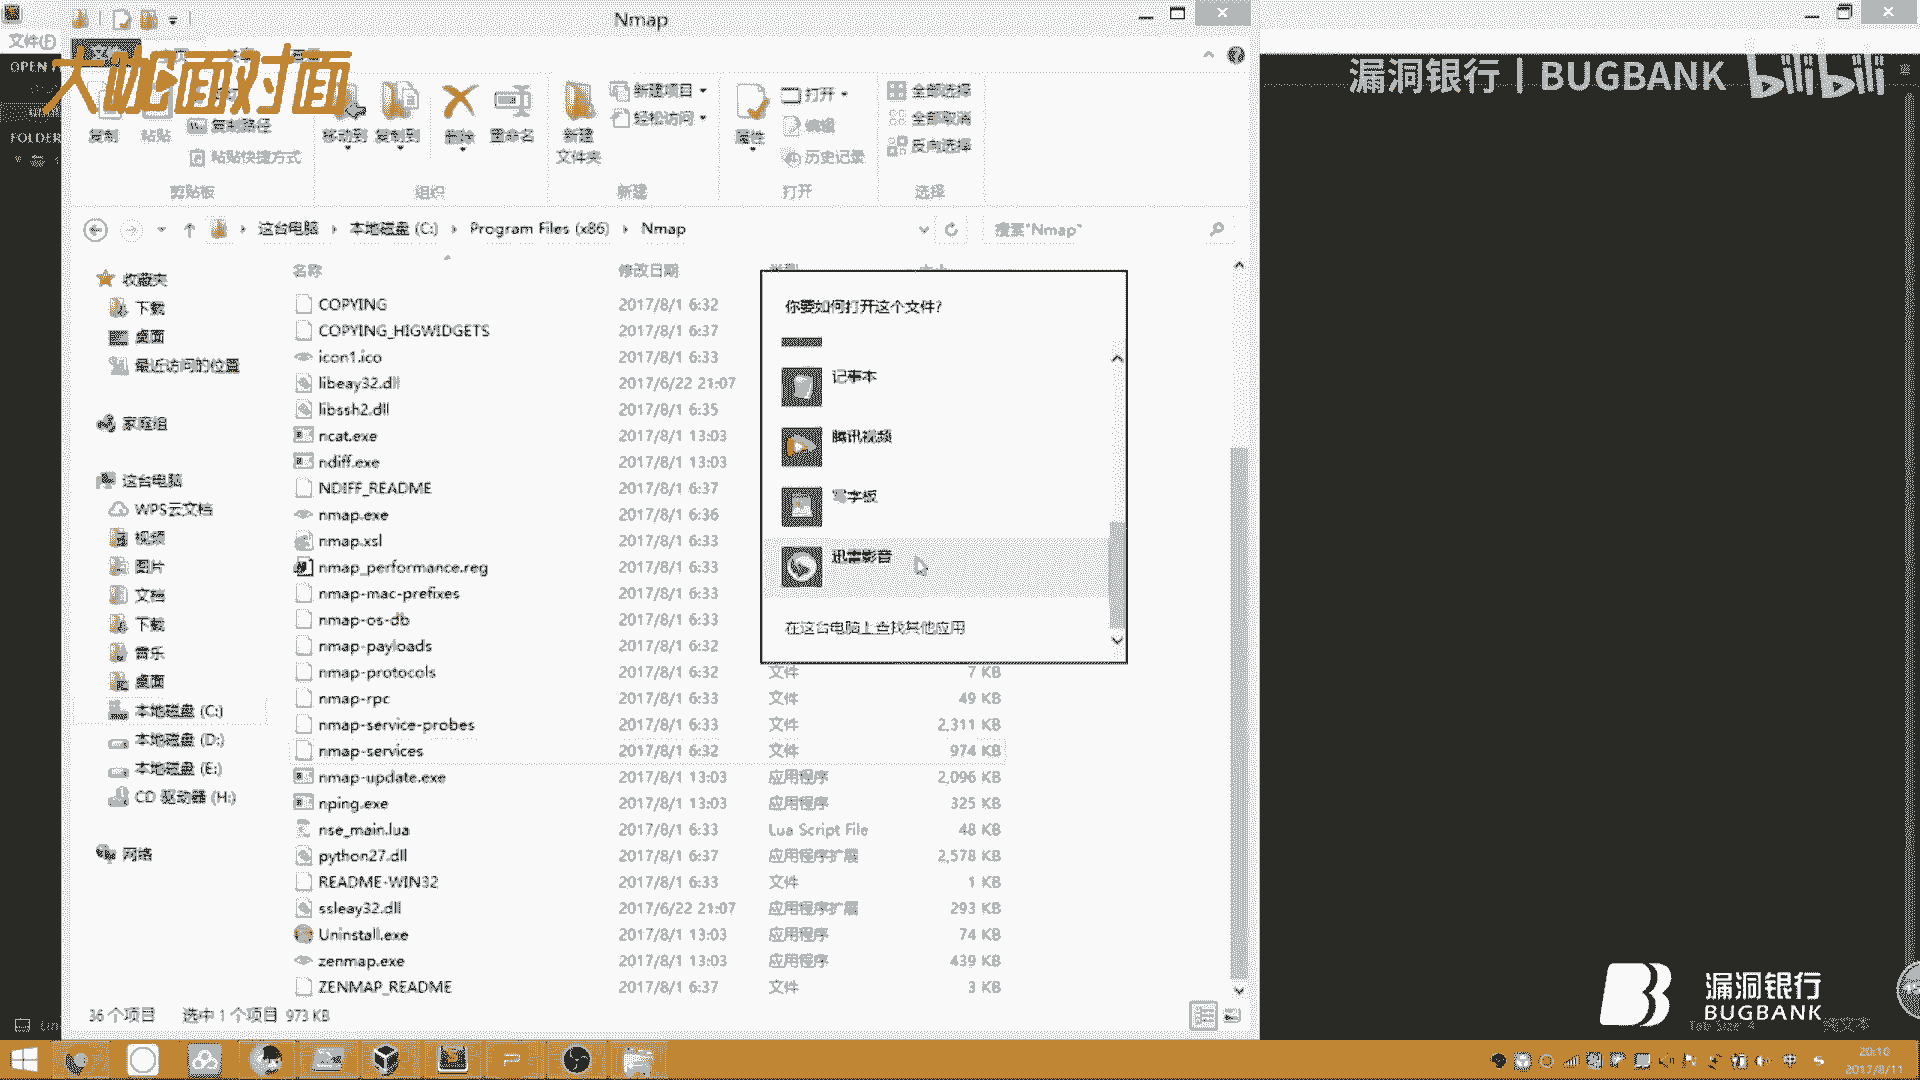 Nmap
文件(E)
OPEN
大咖面对面
漏洞银行 | BUGBANK bilibili
FOLDER
复制
粘贴
复制路径
粘贴快捷方式
剪贴板
移动到
复制到
删除
重命名
组织
新建文件夹
新建项目
轻松访问
新建
属性
打开
编辑
历史记录
打开
全部选择
全部取消
反向选择
选择
这台电脑 本地磁盘 (C:) Program Files (x86) Nmap
搜索"Nmap"
名称 修改日期
收藏夹
下载
桌面
最近访问的位置
家庭组
这台电脑
WPS云文档
视频
图片
文档
下载
音乐
桌面
本地磁盘 (C:)
本地磁盘 (D:)
本地磁盘 (E:)
CD 驱动器 (H:)
网络
COPYING 2017/8/1 6:32
COPYING_HIGWIDGETS 2017/8/1 6:37
icon1.ico 2017/8/1 6:33
libeay32.dll 2017/6/22 21:07
libssh2.dll 2017/8/1 6:35
ncat.exe 2017/8/1 13:03
ndiff.exe 2017/8/1 13:03
NDIFF_README 2017/8/1 6:37
nmap.exe 2017/8/1 6:36
nmap.xsl 2017/8/1 6:33
nmap_performance.reg 2017/8/1 6:33
nmap-mac-prefixes 2017/8/1 6:33
nmap-os-db 2017/8/1 6:33
nmap-payloads 2017/8/1 6:32
nmap-protocols 2017/8/1 6:32 文件 7 KB
nmap-rpc 2017/8/1 6:33 文件 49 KB
nmap-service-probes 2017/8/1 6:33 文件 2,311 KB
nmap-services 2017/8/1 6:32 文件 974 KB
nmap-update.exe 2017/8/1 13:03 应用程序 2,096 KB
nping.exe 2017/8/1 13:03 应用程序 325 KB
nse_main.lua 2017/8/1 6:33 Lua Script File 48 KB
python27.dll 2017/8/1 6:37 应用程序扩展 2,578 KB
README-WIN32 2017/8/1 6:33 文件 1 KB
ssleay32.dll 2017/6/22 21:07 应用程序扩展 293 KB
Uninstall.exe 2017/8/1 13:03 应用程序 74 KB
zenmap.exe 2017/8/1 13:03 应用程序 439 KB
ZENMAP_README 2017/8/1 6:37 文件 3 KB
你要如何打开这个文件?
记事本
腾讯视频
写字板
迅雷影音
在这台电脑上查找其他应用
36 个项目 选中 1 个项目 973 KB
漏洞银行
BUGBANK
Tab Size: 4 纯文本
20:10
2017/8/11